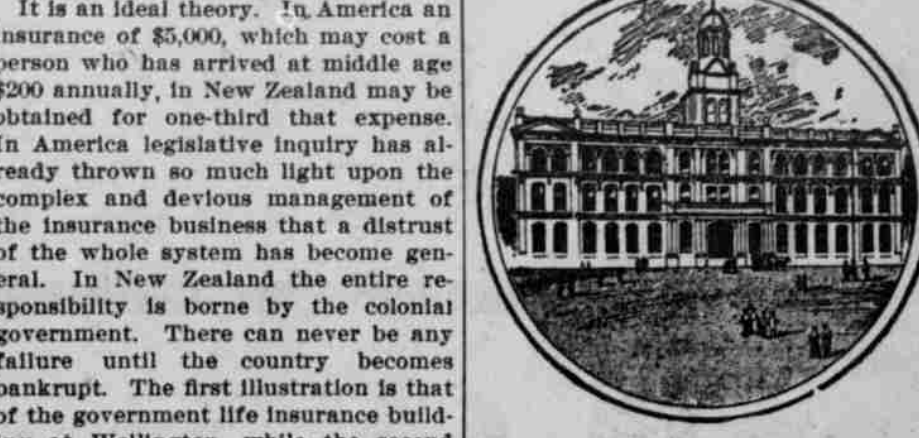 It is an ideal theory. In America an
insurance of $5,000, which may cost a
person who has arrived at middle age
$200 annually, in New Zealand may be
obtained for one-third that expense.
In America legislative inquiry has al-
ready thrown so much light upon the
complex and devious management of
the insurance business that a distrust
of the whole system has become gen-
eral. In New Zealand the entire re-
sponsibility is borne by the colonial
government. There can never be any
failure until the country becomes
bankrupt. The first illustration is that
of the government life insurance build-
at Wellington, while the second